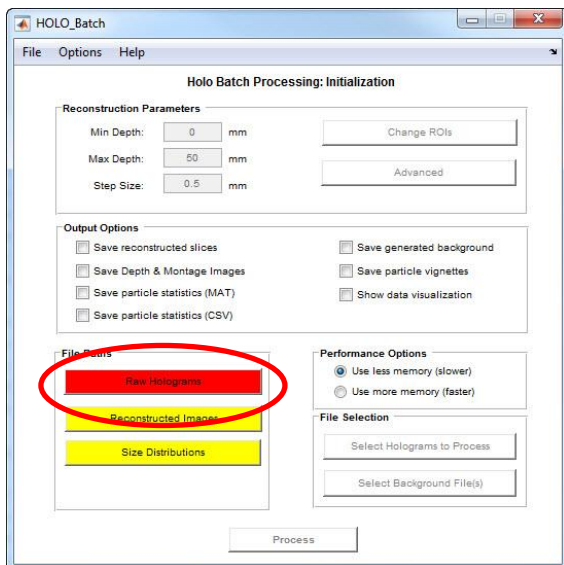 HOLO_Batch
File Options Help
Holo Batch Processing: Initialization
Reconstruction Parameters
Min Depth: 0 mm
Change ROIs
Max Depth: 50 mm
Advanced
Step Size: 0.5 mm
Output Options
Save reconstructed slices
Save generated background
Save Depth & Montage Images
Save particle vignettes
Save particle statistics (MAT)
Show data visualization
Save particle statistics (CSV)
File Paths
Raw Holograms
Reconstructed Images
Size Distributions
Performance Options
Use less memory (slower)
Use more memory (faster)
File Selection
Select Holograms to Process
Select Background File(s)
Process